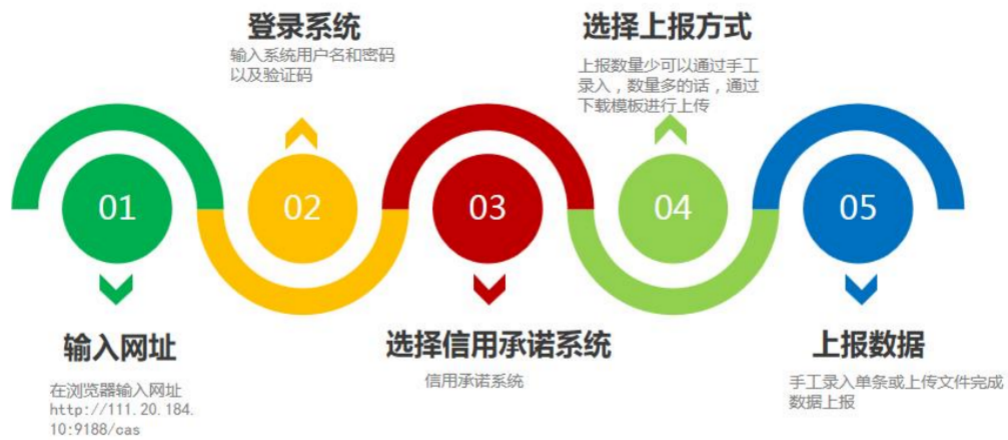 登录系统
输入系统用户名和密码
以及验证码
选择上报方式
上报数量少可以通过手工
录入，数量多的话，通过
下载模板进行上传
01
02
03
04
05
输入网址
在浏览器输入网址
http://111.20.184.
10:9188/cas
选择信用承诺系统
信用承诺系统
上报数据
手工录入单条或上传文件完成
数据上报